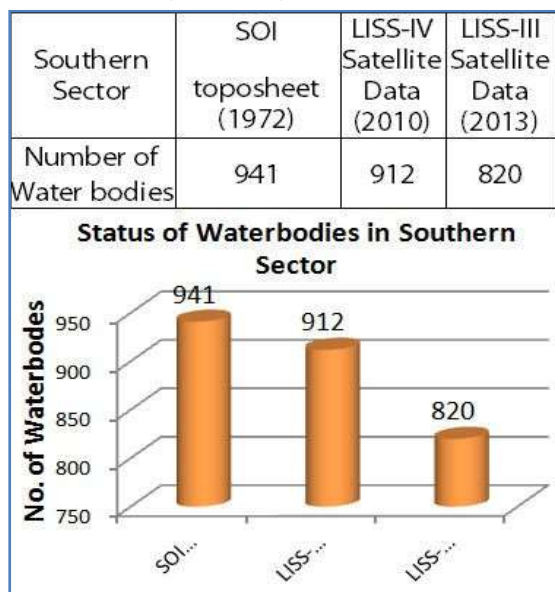 Southern Sector
SOI toposheet (1972)
LISS-IV Satellite Data (2010)
LISS-III Satellite Data (2013)
Number of Water bodies
941
912
820
Status of Waterbodies in Southern
Sector
No. of Waterbodes
950
900
850
800
750
941
912
820
SOI...
LISS-...
LISS-...